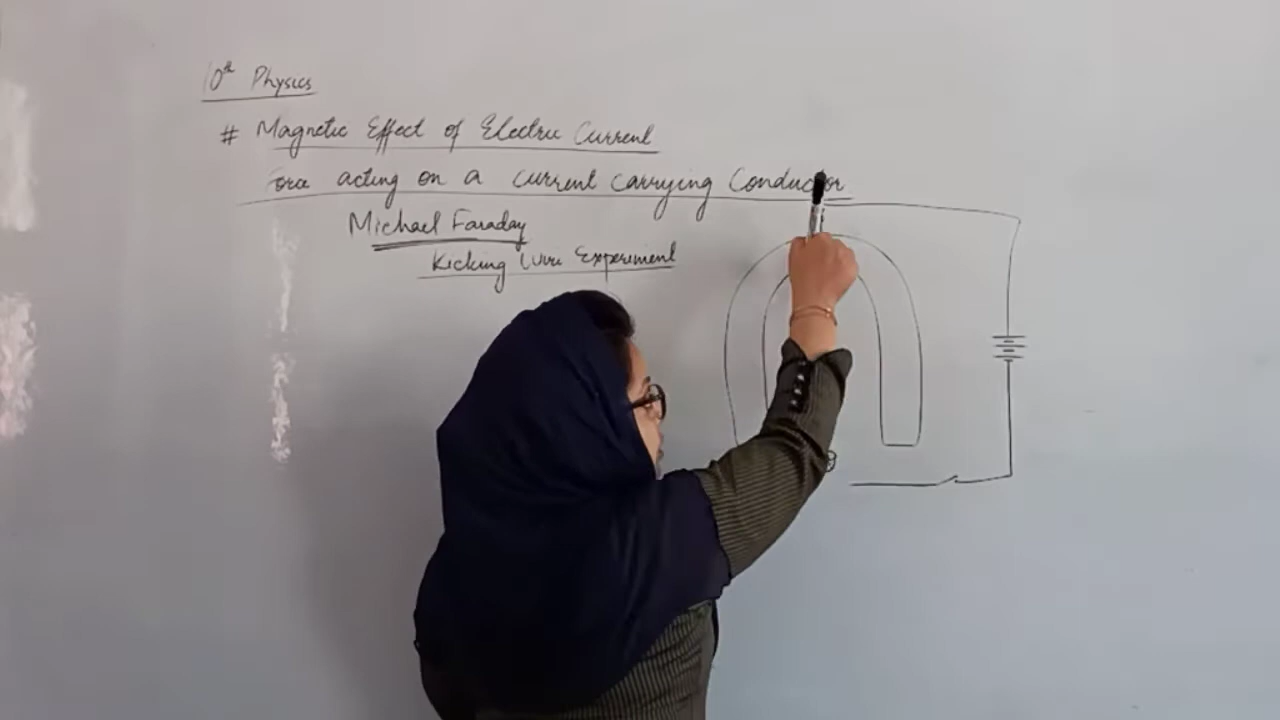 10th Physics
# Magnetic Effect of Electric Current
Force acting on a current carrying Conductor
Michael Faraday
Kicking Wire Experiment